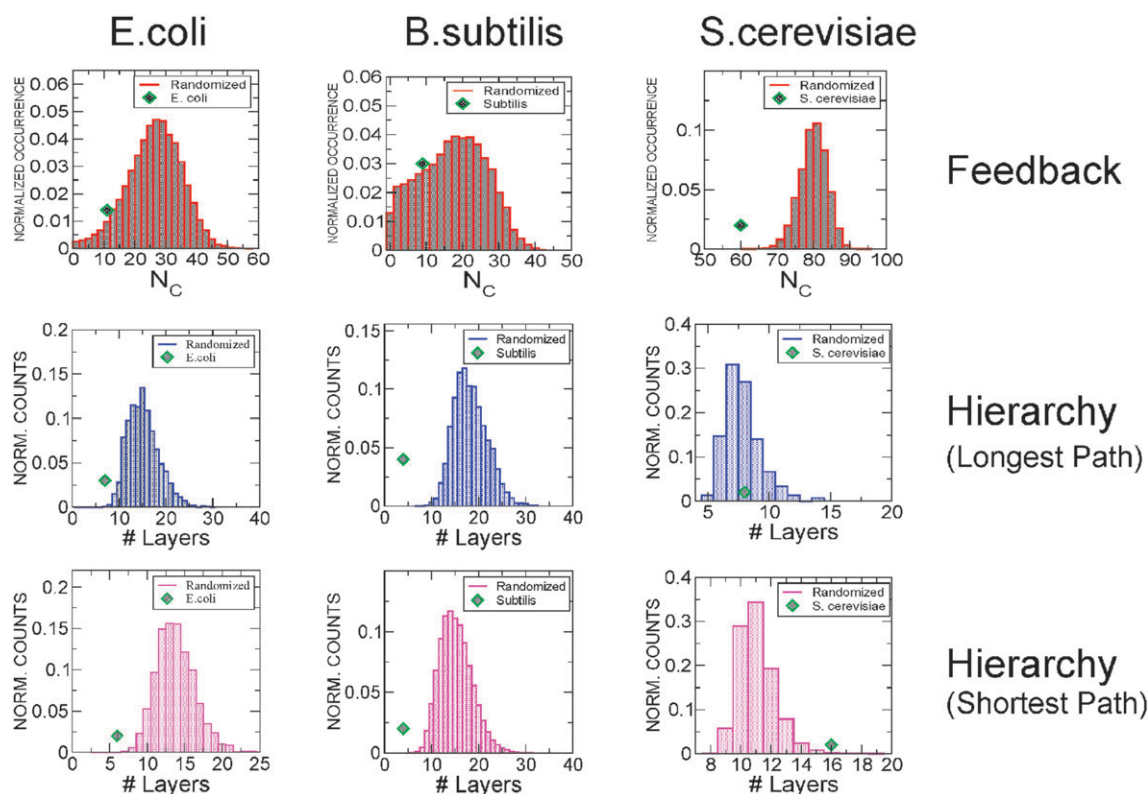 E.coli B.subtilis S.cerevisiae
NORMALIZED OCCURRENCE
0.06
0.05
0.04
0.03
0.02
0.01
0
Randomized
E. coli
0 10 20 30 40 50 60
N_C
NORMALIZED OCCURRENCE
0.06
0.05
0.04
0.03
0.02
0.01
0
Randomized
Subtilis
0 10 20 30 40 50
N_C
NORMALIZED OCCURRENCE
0.1
0.05
0
Randomized
S. cerevisiae
50 60 70 80 90 100
N_C
Feedback
NORM. COUNTS
0.2
0.15
0.1
0.05
0
Randomized
E.coli
0 10 20 30 40
# Layers
NORM. COUNTS
0.15
0.1
0.05
0
Randomized
Subtilis
0 10 20 30 40
# Layers
NORM. COUNTS
0.4
0.3
0.2
0.1
0
Randomized
S. cerevisiae
5 10 15 20
# Layers
Hierarchy
(Longest Path)
NORM. COUNTS
0.2
0.15
0.1
0.05
0
Randomized
E.coli
0 5 10 15 20 25
# Layers
NORM. COUNTS
0.1
0.05
0
Randomized
Subtilis
0 10 20 30 40
# Layers
NORM. COUNTS
0.4
0.3
0.2
0.1
0
Randomized
S. cerevisiae
8 10 12 14 16 18
# Layers
Hierarchy
(Shortest Path)